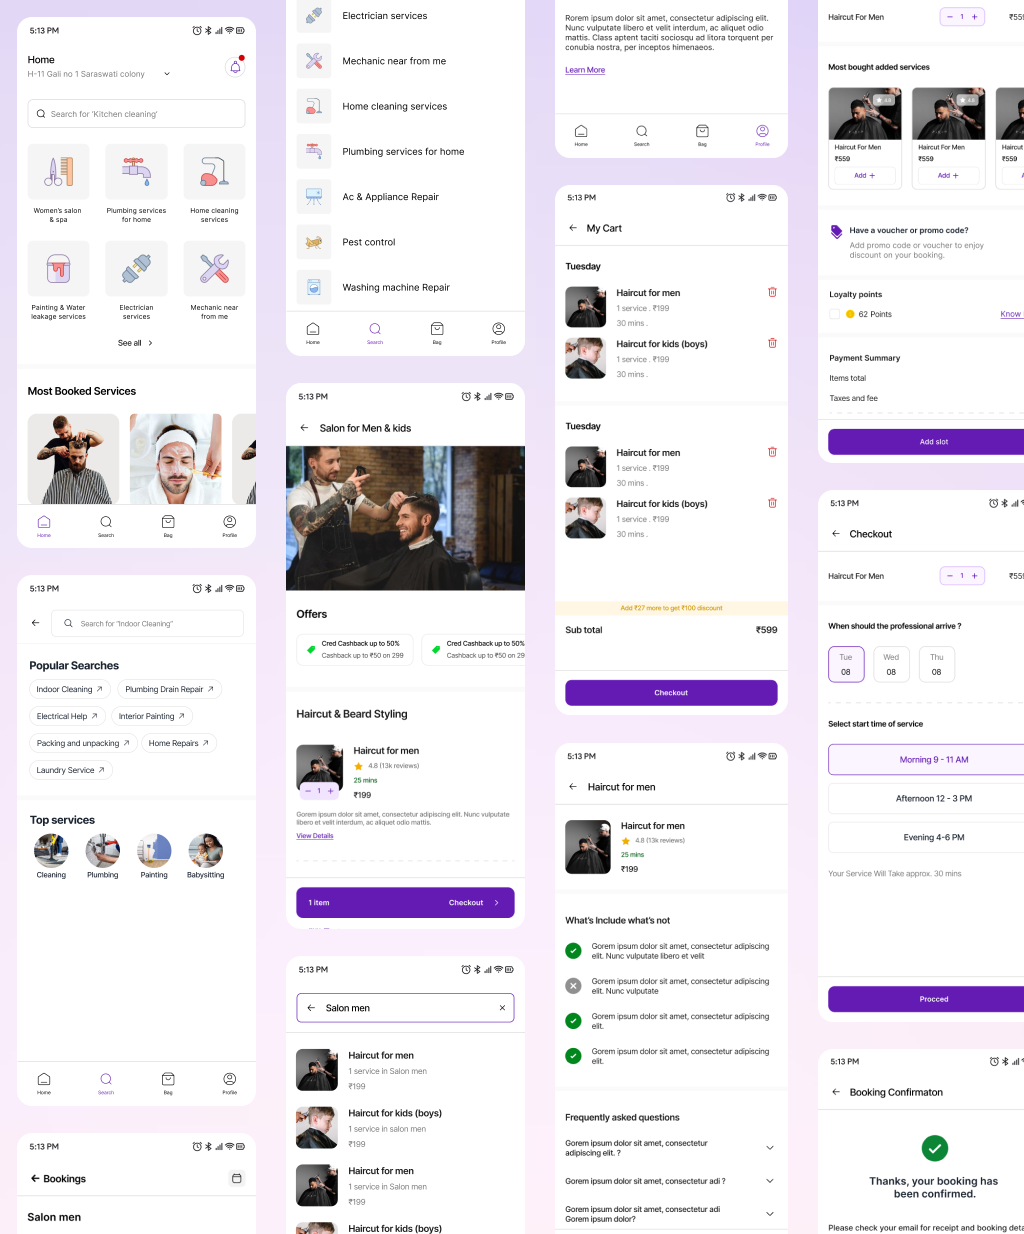 5:13 PM
Home
H-11 Gali no 1 Saraswati colony
Search for 'Kitchen cleaning'
Women's salon
& spa
Plumbing services
for home
Home cleaning
services
Painting & Water
leakage services
Electrician
services
Mechanic near
from me
See all
Most Booked Services
Home
Search
Bag
Profile
5:13 PM
Search for "Indoor Cleaning"
Popular Searches
Indoor Cleaning
Plumbing Drain Repair
Electrical Help
Interior Painting
Packing and unpacking
Home Repairs
Laundry Service
Top services
Cleaning
Plumbing
Painting
Babysitting
Home
Search
Bag
Profile
5:13 PM
Bookings
Salon men
Electrician services
Mechanic near from me
Home cleaning services
Plumbing services for home
Ac & Appliance Repair
Pest control
Washing machine Repair
Home
Search
Bag
Profile
5:13 PM
Salon for Men & kids
Offers
Cred Cashback up to 50%
Cashback up to ₹50 on 299
Cred Cashback up to 50%
Cashback up to ₹50 on 29
Haircut & Beard Styling
Haircut for men
4.8 (13k reviews)
25 mins
₹199
1
Gorem ipsum dolor sit amet, consectetur adipiscing elit. Nunc vulputate
libero et velit interdum, ac aliquet odio mattis.
View Details
1 item
Checkout
5:13 PM
Salon men
Haircut for men
1 service in Salon men
₹199
Haircut for kids (boys)
1 service in salon men
₹199
Haircut for men
1 service in Salon men
₹199
Haircut for kids (boys)
Rorem ipsum dolor sit amet, consectetur adipiscing elit.
Nunc vulputate libero et velit interdum, ac aliquet odio
mattis. Class aptent taciti sociosqu ad litora torquent per
conubia nostra, per inceptos himenaeos.
Learn More
Home
Search
Bag
Profile
5:13 PM
My Cart
Tuesday
Haircut for men
1 service . ₹199
30 mins .
Haircut for kids (boys)
1 service . ₹199
30 mins .
Tuesday
Haircut for men
1 service . ₹199
30 mins .
Haircut for kids (boys)
1 service . ₹199
30 mins .
Add ₹27 more to get ₹100 discount
Sub total
₹599
Checkout
5:13 PM
Haircut for men
Haircut for men
4.8 (13k reviews)
25 mins
₹199
What's Include what's not
Gorem ipsum dolor sit amet, consectetur adipiscing
elit. Nunc vulputate libero et velit
Gorem ipsum dolor sit amet, consectetur adipiscing
elit. Nunc vulputate
Gorem ipsum dolor sit amet, consectetur adipiscing
elit.
Gorem ipsum dolor sit amet, consectetur adipiscing
elit.
Frequently asked questions
Gorem ipsum dolor sit amet, consectetur
adipiscing elit. ?
Gorem ipsum dolor sit amet, consectetur adi ?
Gorem ipsum dolor sit amet, consectetur adi
Gorem ipsum dolor?
Haircut For Men
1
₹559
Most bought added services
4.8
Haircut For Men
₹559
Add +
4.8
Haircut For Men
₹559
Add +
Haircut For M
₹559
A
Have a voucher or promo code?
Add promo code or voucher to enjoy
discount on your booking.
Loyalty points
62 Points
Know
Payment Summary
Items total
Taxes and fee
Add slot
5:13 PM
Checkout
Haircut For Men
1
₹559
When should the professional arrive ?
Tue
08
Wed
08
Thu
08
Select start time of service
Morning 9 - 11 AM
Afternoon 12 - 3 PM
Evening 4-6 PM
Your Service Will Take approx. 30 mins
Procced
5:13 PM
Booking Confirmaton
Thanks, your booking has
been confirmed.
Please check your email for receipt and booking deta